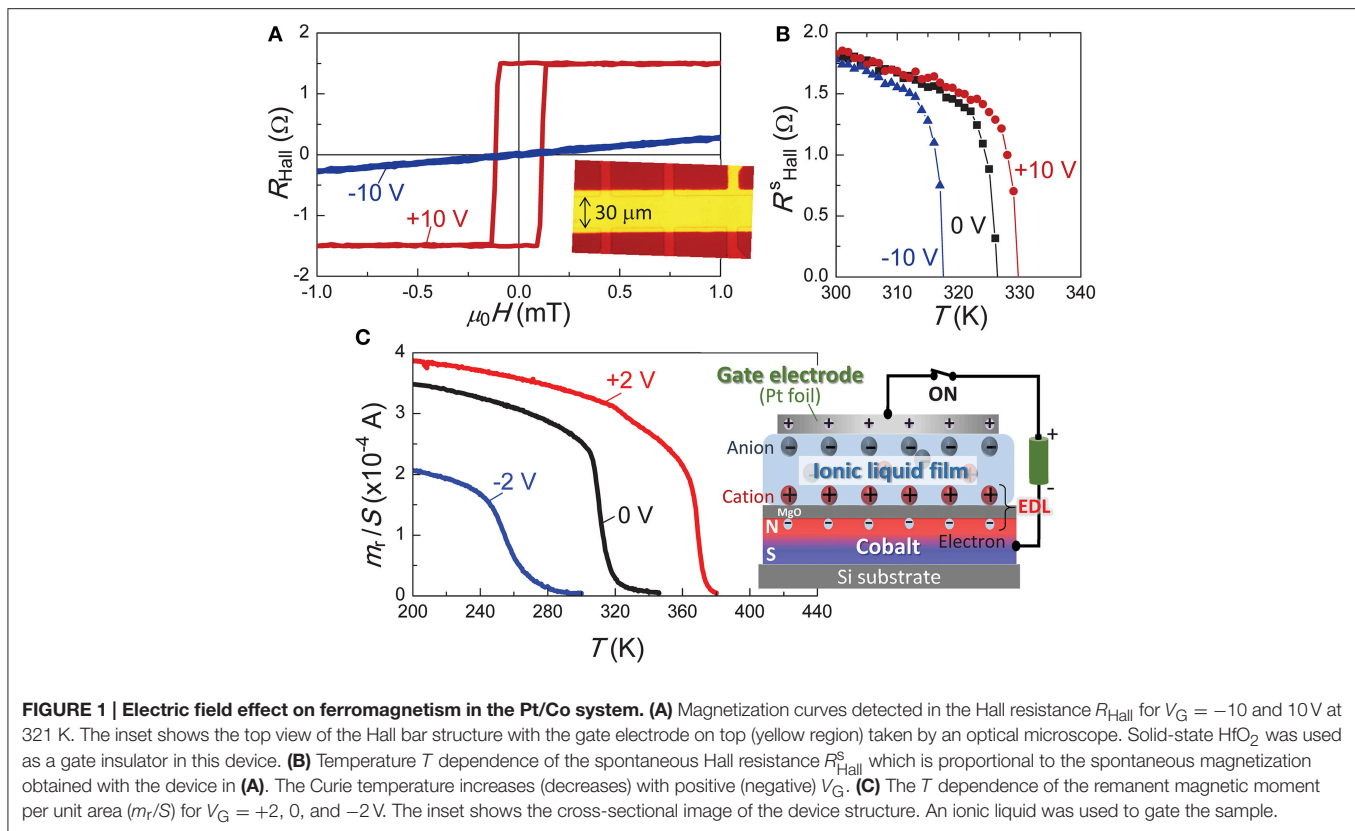 A
2
1
0
-1
2
R_Hall (Ω)
-10 V
+10 V
30 μm
-1.0
-0.5
0.0
0.5
1.0
μ₀H (mT)
B
2.0
1.5
1.0
0.5
0.0
R^s_Hall (Ω)
+10 V
0 V
-10 V
300
310
320
330
340
T (K)
C
4
3
2
1
0
m_r/S (x10⁻⁴ A)
+2 V
-2 V
0 V
200
240
280
320
360
400
440
T (K)
Gate electrode
(Pt foil)
ON
+ + + + + +
Anion
- - - - - -
Ionic liquid film
Cation
+ + + + + +
EDL
MgO
N
- - - - - -
Electron
S
Cobalt
Si substrate
+
-
FIGURE 1 | Electric field effect on ferromagnetism in the Pt/Co system. (A) Magnetization curves detected in the Hall resistance R_Hall for V_G = −10 and 10 V at
321 K. The inset shows the top view of the Hall bar structure with the gate electrode on top (yellow region) taken by an optical microscope. Solid-state HfO₂ was used
as a gate insulator in this device. (B) Temperature T dependence of the spontaneous Hall resistance R^s_Hall which is proportional to the spontaneous magnetization
obtained with the device in (A). The Curie temperature increases (decreases) with positive (negative) V_G. (C) The T dependence of the remanent magnetic moment
per unit area (m_r/S) for V_G = +2, 0, and −2 V. The inset shows the cross-sectional image of the device structure. An ionic liquid was used to gate the sample.